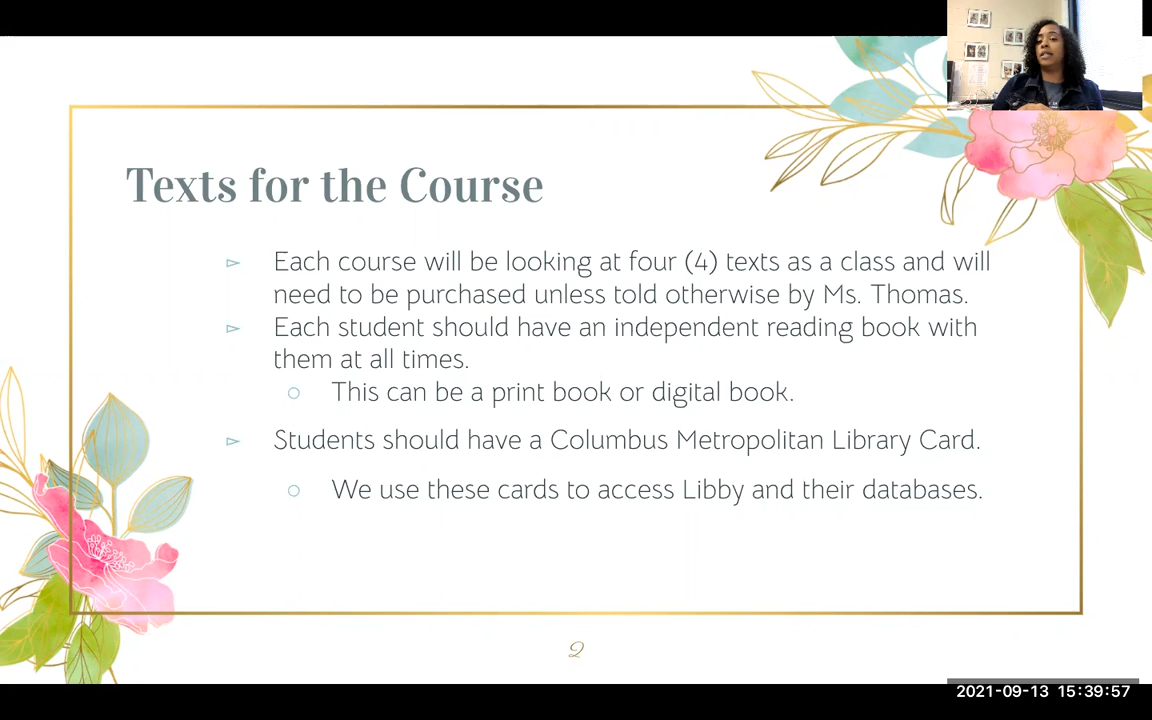 Texts for the Course
Each course will be looking at four (4) texts as a class and will
need to be purchased unless told otherwise by Ms. Thomas.
Each student should have an independent reading book with
them at all times.
This can be a print book or digital book.
Students should have a Columbus Metropolitan Library Card.
We use these cards to access Libby and their databases.
2
2021-09-13 15:39:57